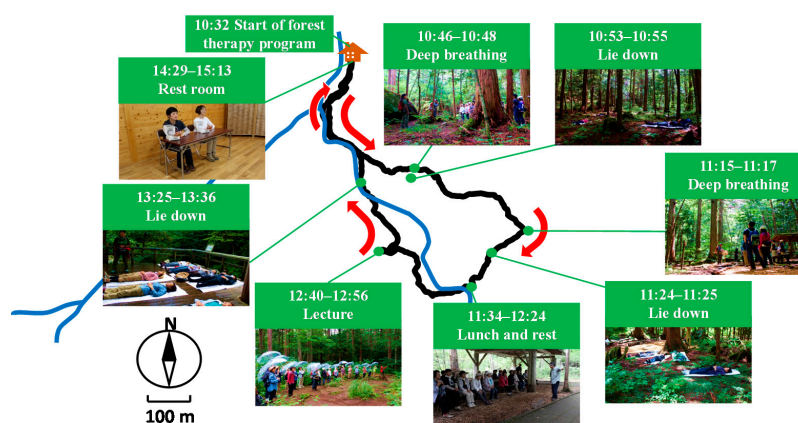 10:32 Start of forest
therapy program
10:46–10:48
Deep breathing
10:53–10:55
Lie down
14:29–15:13
Rest room
11:15–11:17
Deep breathing
13:25–13:36
Lie down
12:40–12:56
Lecture
11:34–12:24
Lunch and rest
11:24–11:25
Lie down
N
100 m